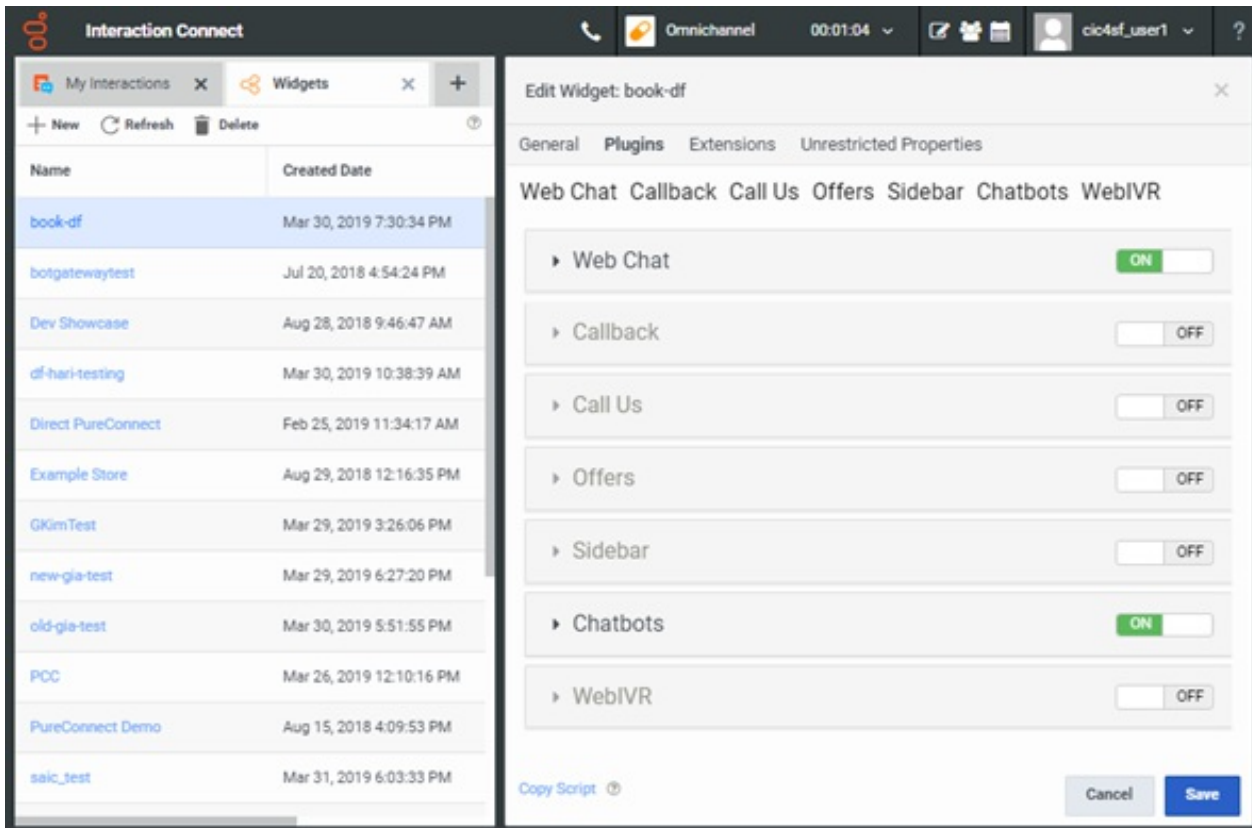 Interaction Connect
Omnichannel 00:01:04 cic4sf_user1 ?
My Interactions Widgets
New Refresh Delete
Name Created Date
book-df Mar 30, 2019 7:30:34 PM
botgatewaytest Jul 20, 2018 4:54:24 PM
Dev Showcase Aug 28, 2018 9:46:47 AM
df-hari-testing Mar 30, 2019 10:38:39 AM
Direct PureConnect Feb 25, 2019 11:34:17 AM
Example Store Aug 29, 2018 12:16:35 PM
GKimTest Mar 29, 2019 3:26:06 PM
new-gia-test Mar 29, 2019 6:27:20 PM
old-gia-test Mar 30, 2019 5:51:55 PM
PCC Mar 26, 2019 12:10:16 PM
PureConnect Demo Aug 15, 2018 4:09:53 PM
saic_test Mar 31, 2019 6:03:33 PM
Edit Widget: book-df
General Plugins Extensions Unrestricted Properties
Web Chat Callback Call Us Offers Sidebar Chatbots WebIVR
Web Chat ON
Callback OFF
Call Us OFF
Offers OFF
Sidebar OFF
Chatbots ON
WebIVR OFF
Copy Script ?
Cancel Save